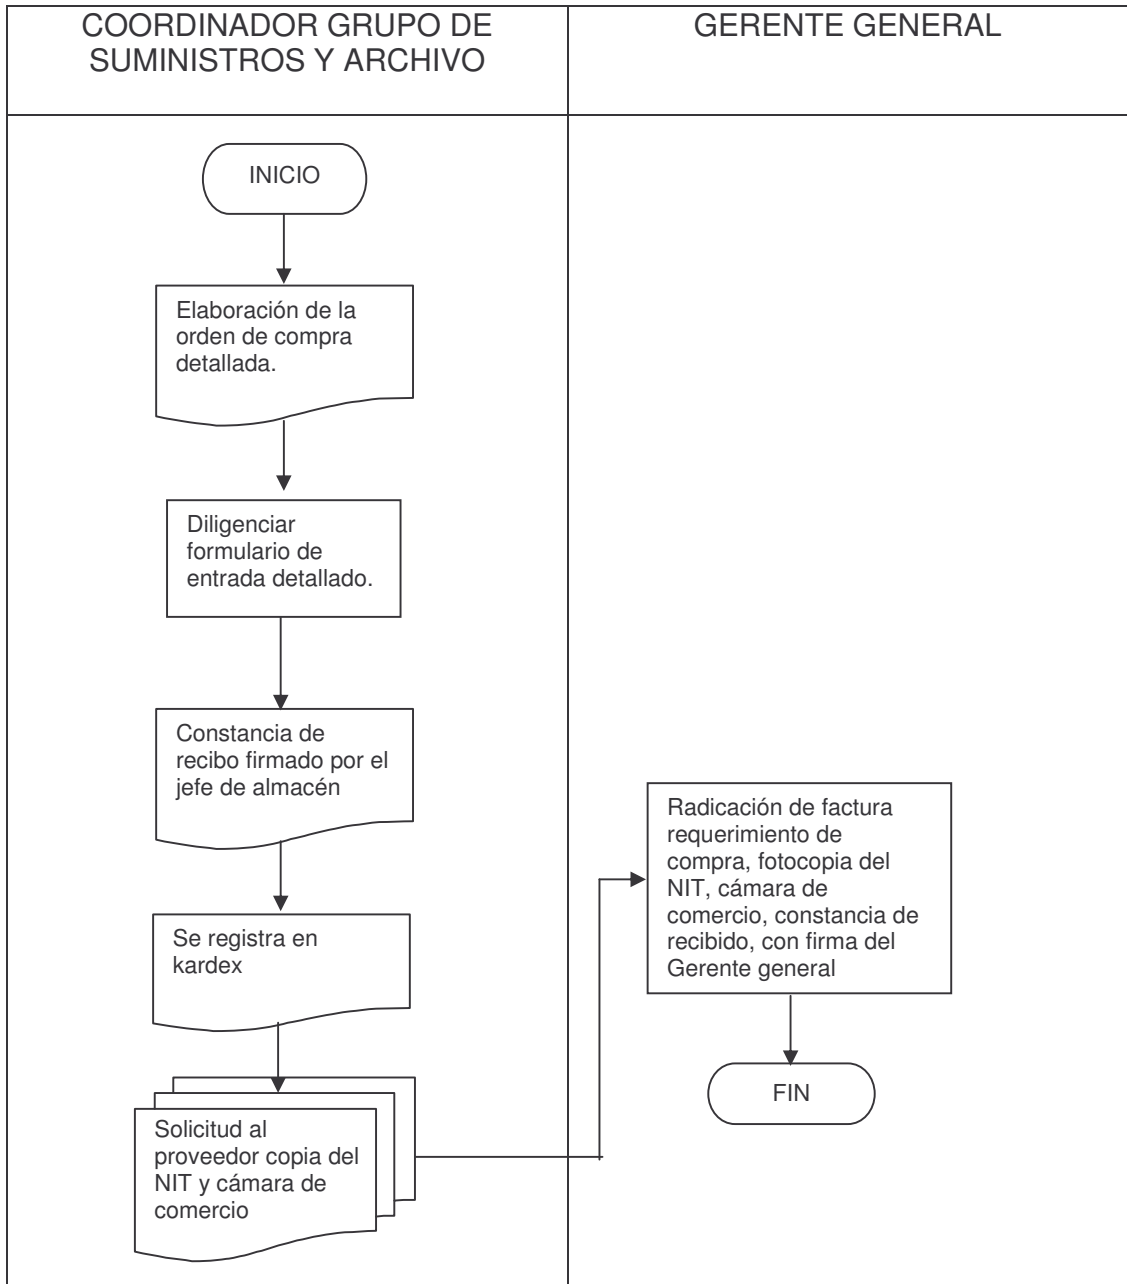 COORDINADOR GRUPO DE
SUMINISTROS Y ARCHIVO
GERENTE GENERAL
INICIO
Elaboración de la
orden de compra
detallada.
Diligenciar
formulario de
entrada detallado.
Constancia de
recibo firmado por el
jefe de almacén
Se registra en
kardex
Solicitud al
proveedor copia del
NIT y cámara de
comercio
Radicación de factura
requerimiento de
compra, fotocopia del
NIT, cámara de
comercio, constancia de
recibido, con firma del
Gerente general
FIN